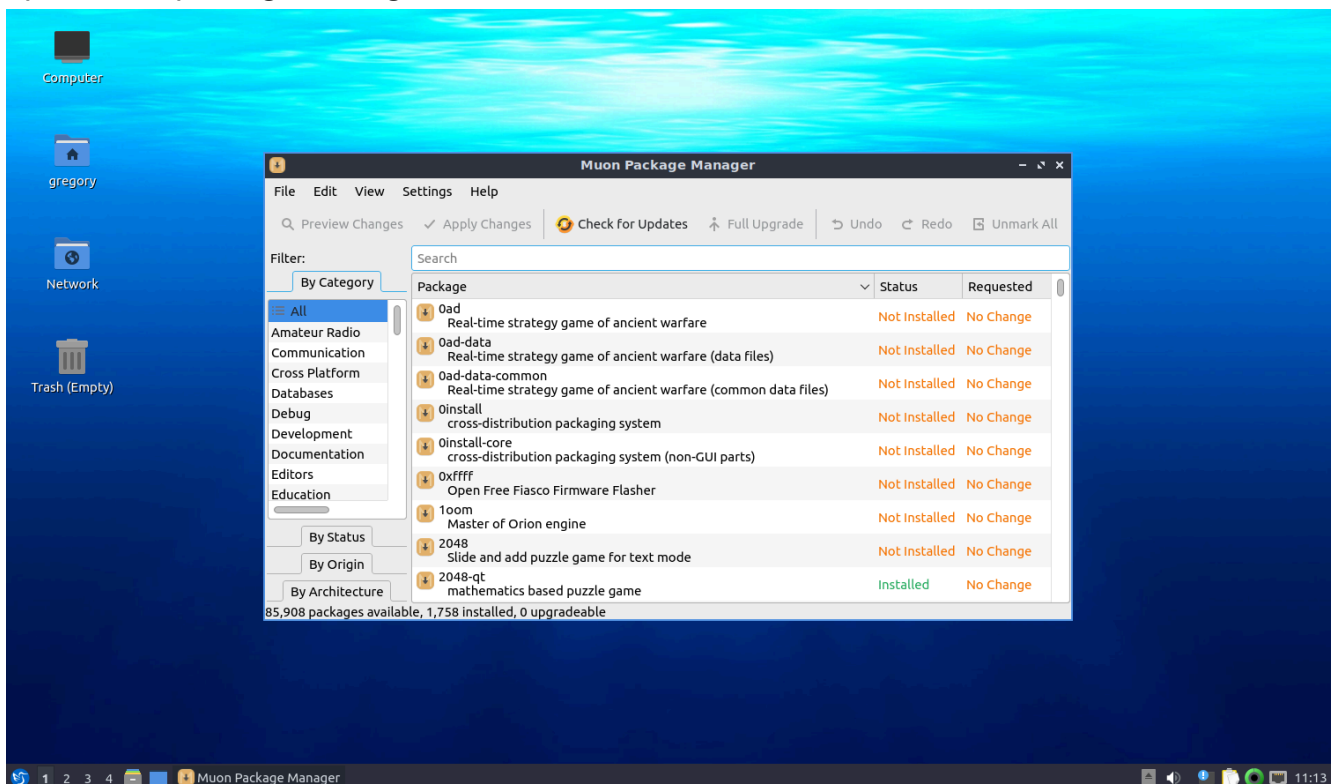 Computer
gregory
Network
Trash (Empty)
Muon Package Manager
File Edit View Settings Help
Preview Changes Apply Changes Check for Updates Full Upgrade Undo Redo Unmark All
Filter:
Search
By Category
Package Status Requested
All
Amateur Radio
Communication
Cross Platform
Databases
Debug
Development
Documentation
Editors
Education
By Status
By Origin
By Architecture
0ad
Real-time strategy game of ancient warfare
Not Installed No Change
0ad-data
Real-time strategy game of ancient warfare (data files)
Not Installed No Change
0ad-data-common
Real-time strategy game of ancient warfare (common data files)
Not Installed No Change
0install
cross-distribution packaging system
Not Installed No Change
0install-core
cross-distribution packaging system (non-GUI parts)
Not Installed No Change
0xffff
Open Free Fiasco Firmware Flasher
Not Installed No Change
1oom
Master of Orion engine
Not Installed No Change
2048
Slide and add puzzle game for text mode
Not Installed No Change
2048-qt
mathematics based puzzle game
Installed No Change
85,908 packages available, 1,758 installed, 0 upgradeable
1 2 3 4 Muon Package Manager 11:13